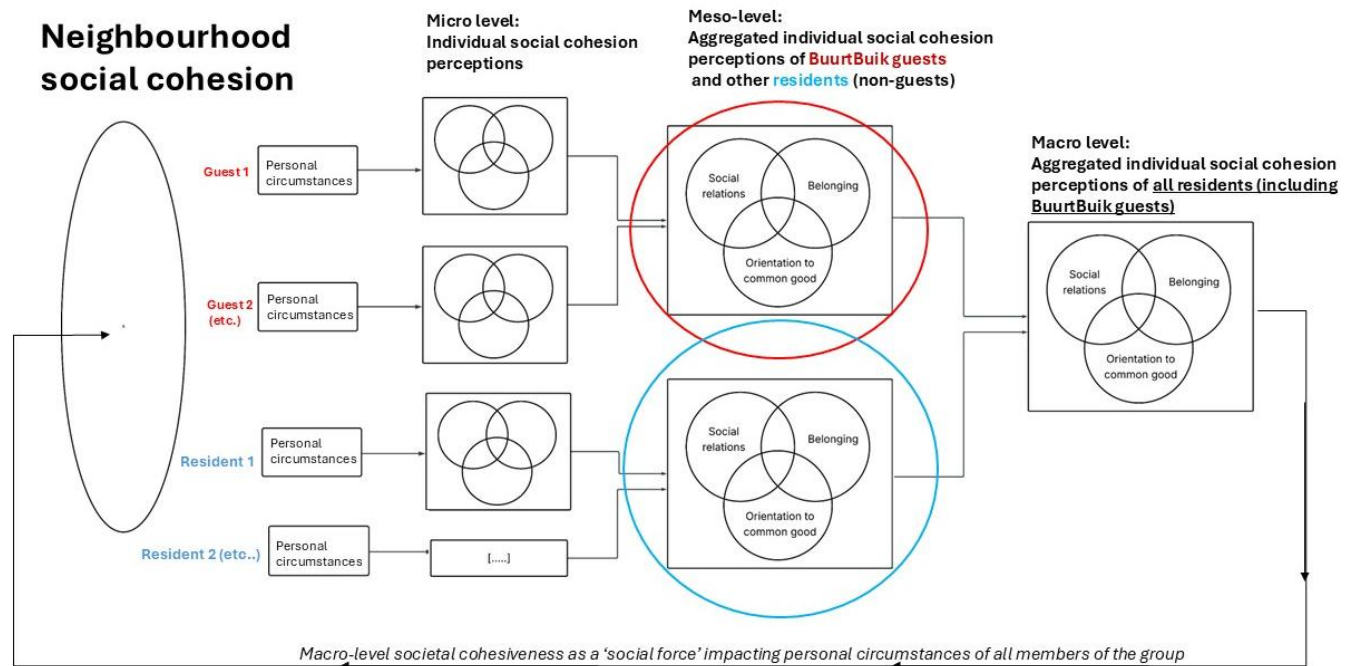 Neighbourhood
social cohesion
Micro level:
Individual social cohesion
perceptions
Meso-level:
Aggregated individual social cohesion
perceptions of BuurtBuik guests
and other residents (non-guests)
Macro level:
Aggregated individual social cohesion
perceptions of all residents (including
BuurtBuik guests)
Guest 1
Personal
circumstances
Guest 2
(etc.)
Personal
circumstances
Resident 1
Personal
circumstances
Resident 2 (etc..)
Personal
circumstances
[.....]
Social
relations
Belonging
Orientation to
common good
Social
relations
Belonging
Orientation to
common good
Social
relations
Belonging
Orientation to
common good
Macro-level societal cohesiveness as a ‘social force’ impacting personal circumstances of all members of the group